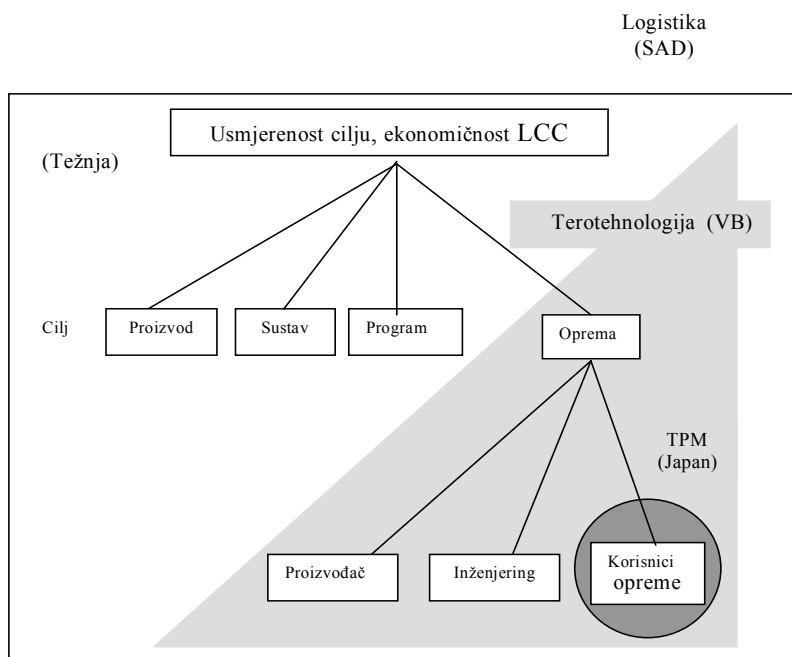 Logistika
(SAD)
Usmjerenost cilju, ekonomičnost LCC
(Težnja)
Terotehnologija (VB)
Cilj
Proizvod
Sustav
Program
Oprema
TPM
(Japan)
Proizvođač
Inženjering
Korisnici
opreme